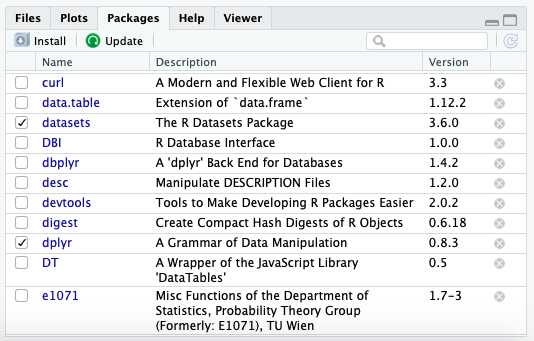 Files Plots Packages Help Viewer
Install Update
Name Description Version
curl A Modern and Flexible Web Client for R 3.3
data.table Extension of `data.frame` 1.12.2
datasets The R Datasets Package 3.6.0
DBI R Database Interface 1.0.0
dbplyr A 'dplyr' Back End for Databases 1.4.2
desc Manipulate DESCRIPTION Files 1.2.0
devtools Tools to Make Developing R Packages Easier 2.0.2
digest Create Compact Hash Digests of R Objects 0.6.18
dplyr A Grammar of Data Manipulation 0.8.3
DT A Wrapper of the JavaScript Library 0.5
'DataTables'
e1071 Misc Functions of the Department of 1.7-3
Statistics, Probability Theory Group
(Formerly: E1071), TU Wien